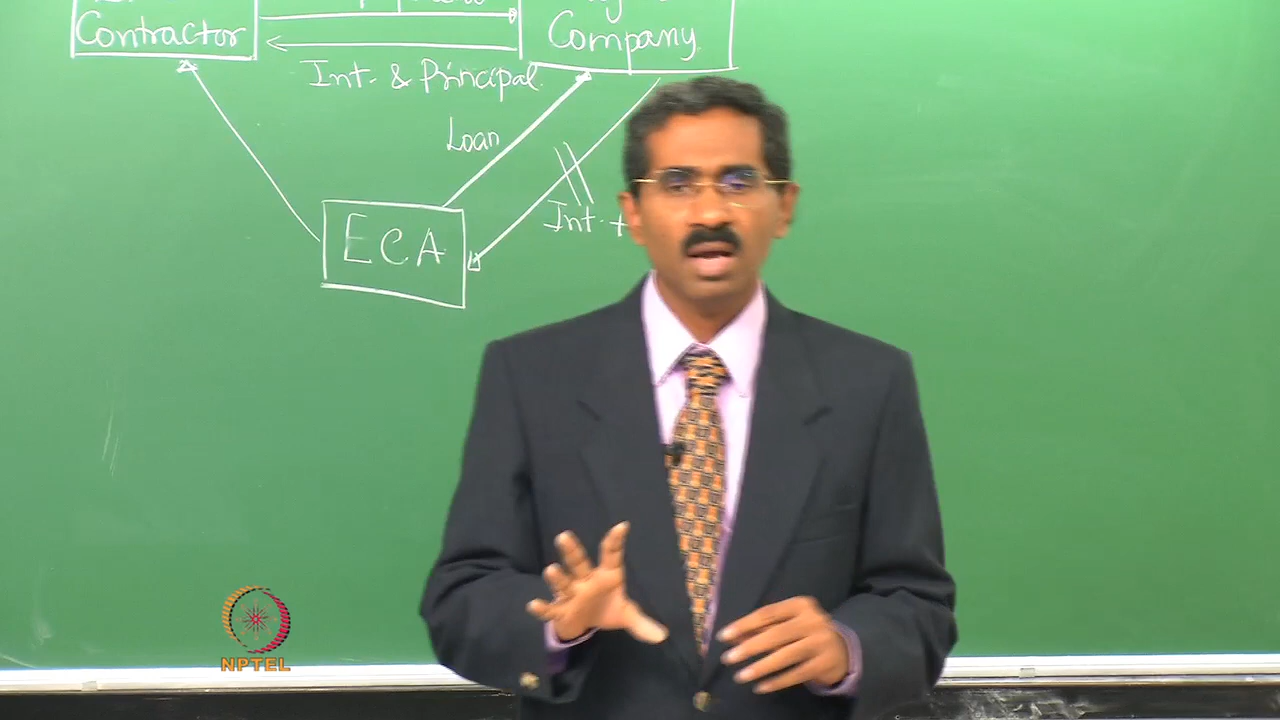 Contractor
Company
Int. & Principal.
Loan
Int. +
ECA
NPTEL